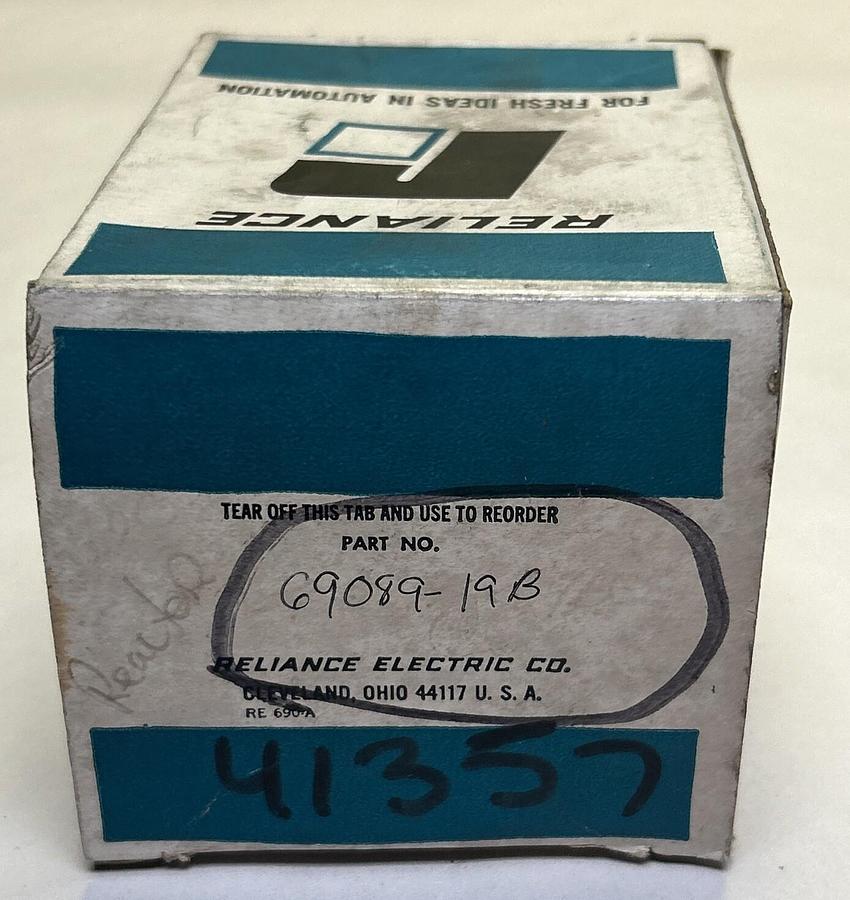 FOR FRESH IDEAS IN AUTOMATION
RELIANCE
TEAR OFF THIS TAB AND USE TO REORDER
PART NO.
69089-19B
Reactor
RELIANCE ELECTRIC CO.
CLEVELAND, OHIO 44117 U. S. A.
RE 690-A
41357